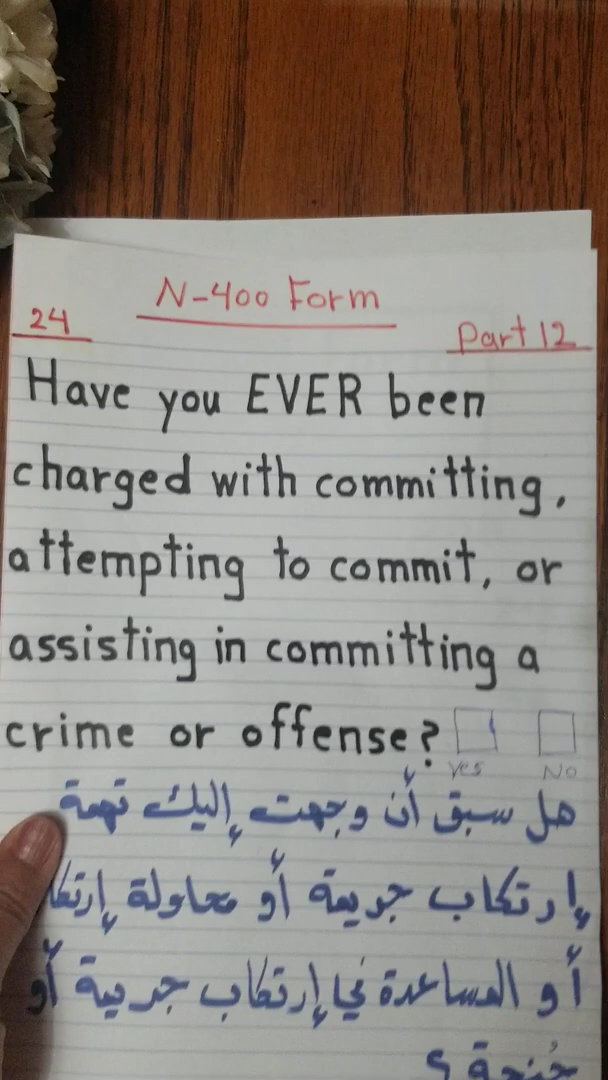 N-400 Form
24
Part 12
Have you EVER been
charged with committing,
attempting to commit, or
assisting in committing a
crime or offense?
Yes No
هل سبق أن وجهت إليك تهمة
إرتكاب جريمة أو محاولة إرتكا
أو المساعدة في إرتكاب جريمة أو
جُنحة ؟